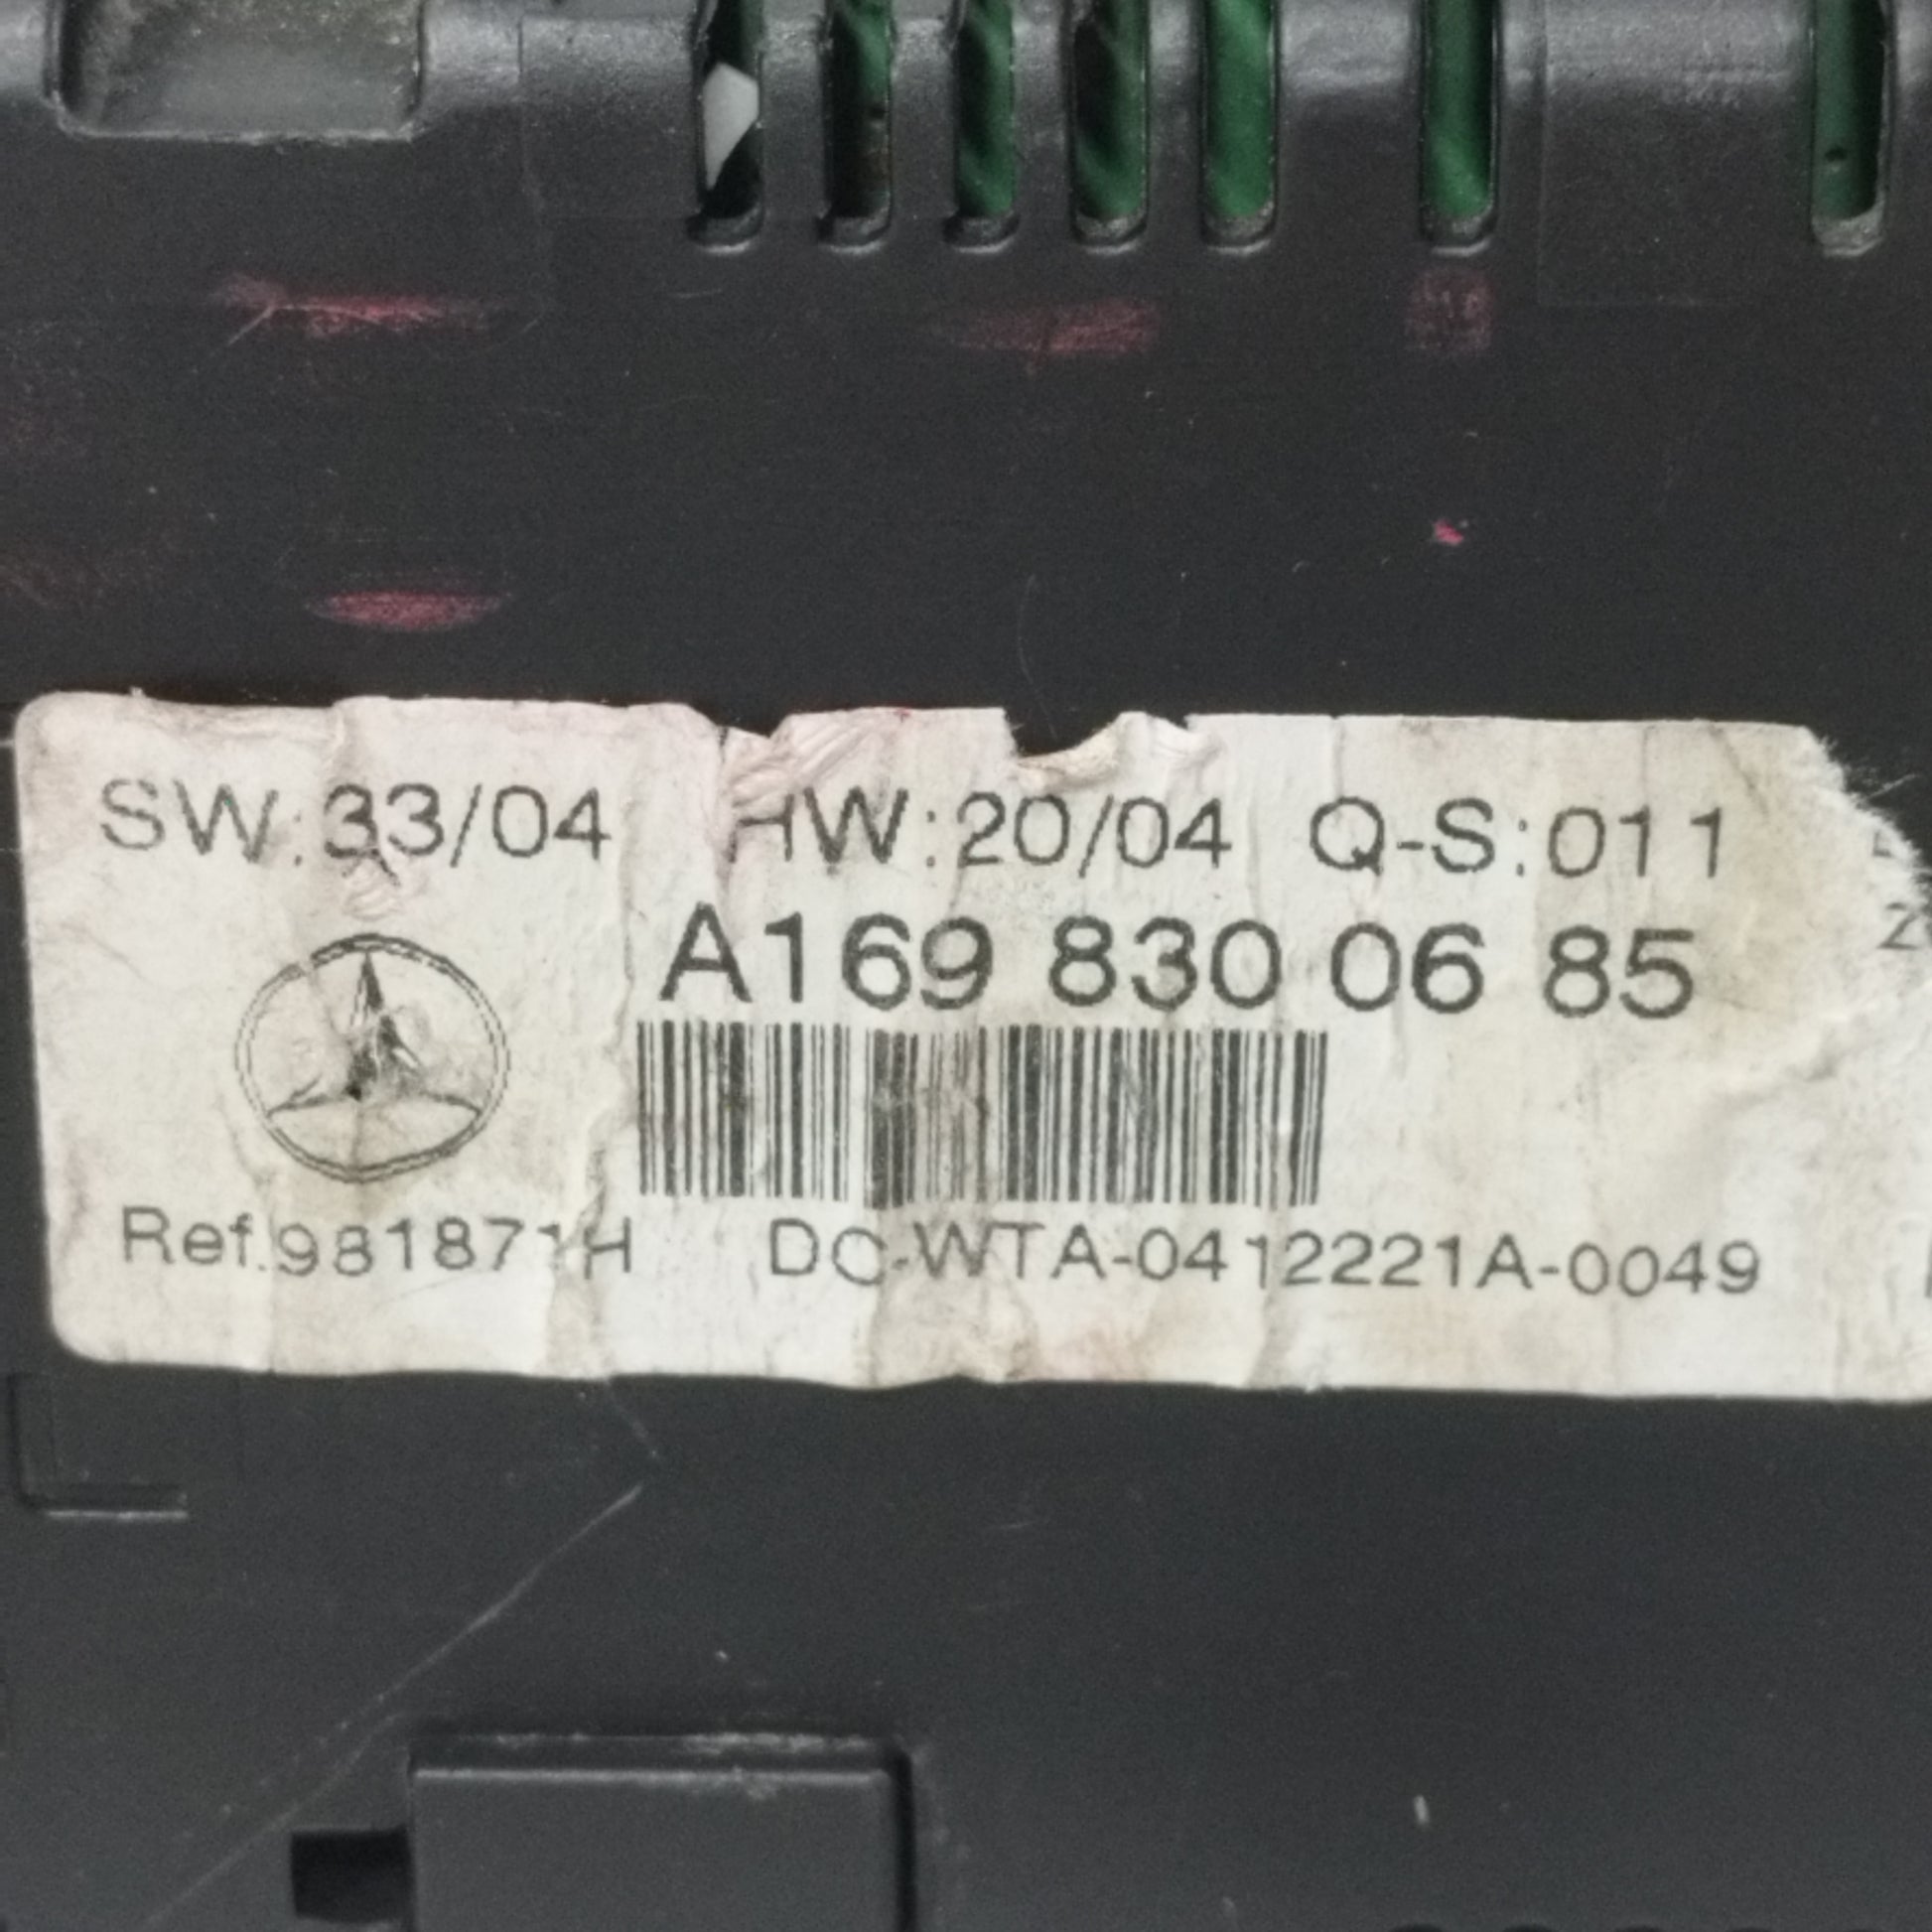 SW:33/04 HW:20/04 Q-S:011
A169 830 06 85
Ref.981871H DC-WTA-0412221A-0049